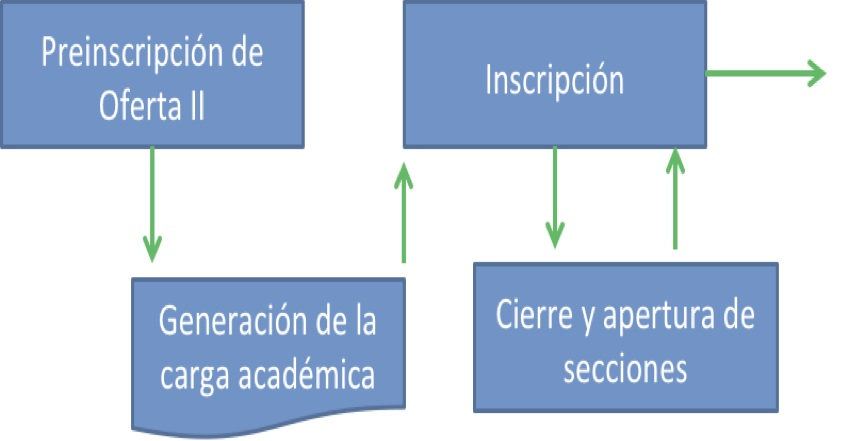 Preinscripción de
Oferta II
Inscripción
Generación de la
carga académica
Cierre y apertura de
secciones